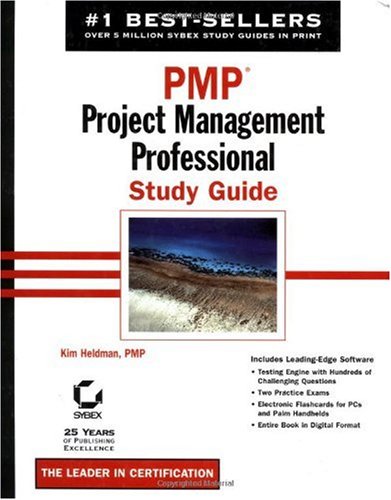 #1 BEST-SELLERS
OVER 5 MILLION SYBEX STUDY GUIDES IN PRINT
PMP®
Project Management
Professional
Study Guide
Kim Heldman, PMP
SYBEX
25 YEARS
OF PUBLISHING
EXCELLENCE
Includes Leading-Edge Software
• Testing Engine with Hundreds of
Challenging Questions
• Two Practice Exams
• Electronic Flashcards for PCs
and Palm Handhelds
• Entire Book in Digital Format
THE LEADER IN CERTIFICATION
Copyrighted Material